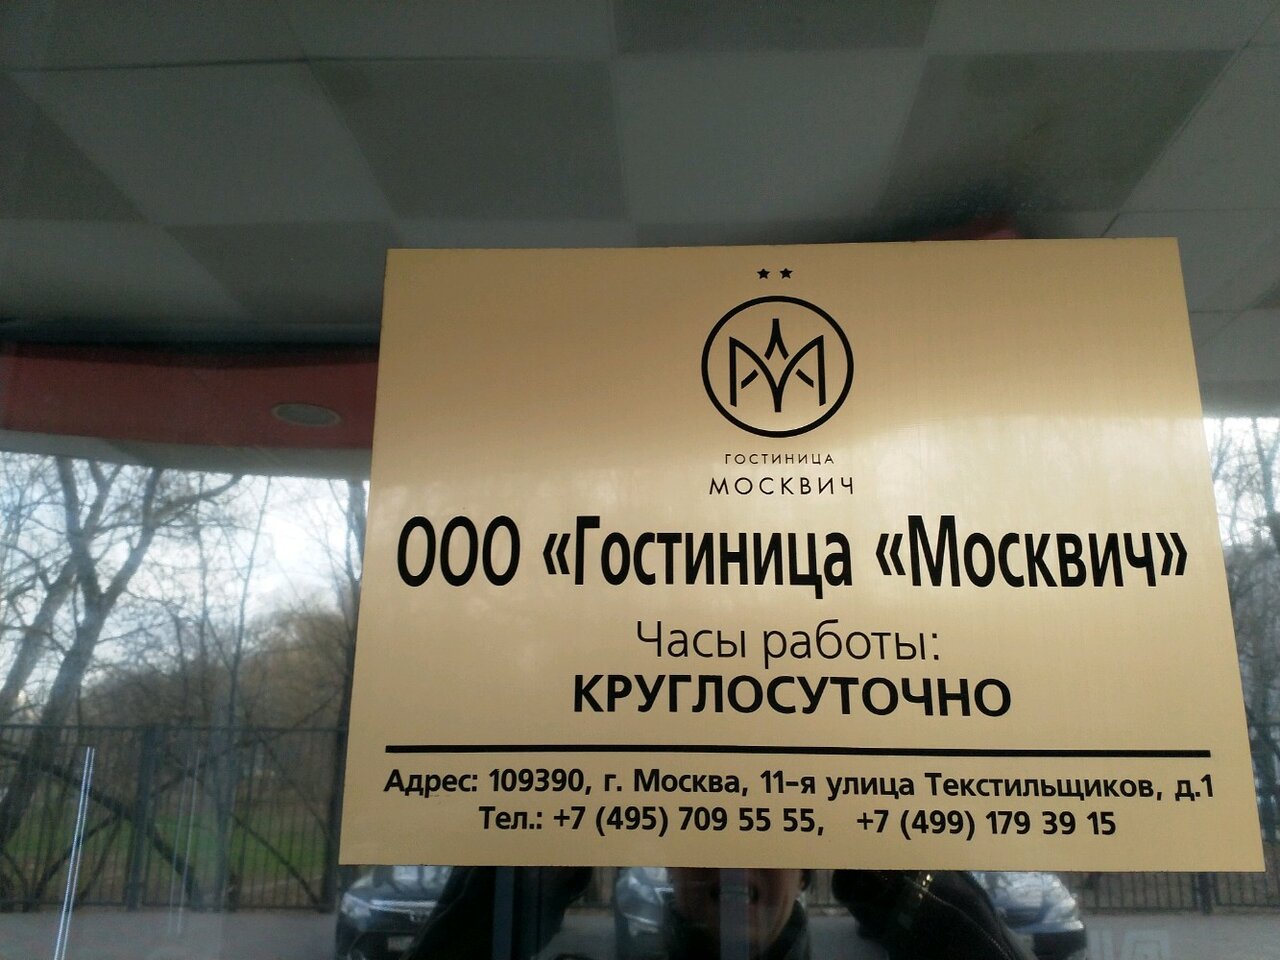 ГОСТИНИЦА
МОСКВИЧ
ООО «Гостиница «Москвич»
Часы работы:
КРУГЛОСУТОЧНО
Адрес: 109390, г. Москва, 11-я улица Текстильщиков, д.1
Тел.: +7 (495) 709 55 55, +7 (499) 179 39 15